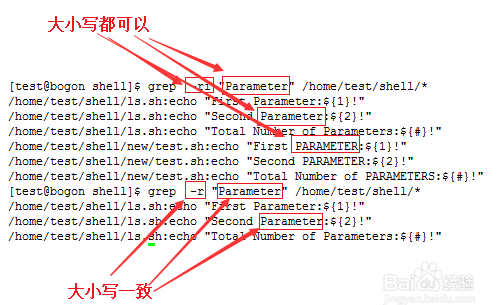 大小写都可以
[test@bogon shell]$ grep -ri "Parameter" /home/test/shell/*
/home/test/shell/ls.sh:echo "First Parameter:${1}!"
/home/test/shell/ls.sh:echo "Second Parameter:${2}!"
/home/test/shell/ls.sh:echo "Total Number of Parameters:${#}!"
/home/test/shell/new/test.sh:echo "First PARAMETER:${1}!"
/home/test/shell/new/test.sh:echo "Second PARAMETER:${2}!"
/home/test/shell/new/test.sh:echo "Total Number of PARAMETERS:${#}!"
[test@bogon shell]$ grep -r "Parameter" /home/test/shell/*
/home/test/shell/ls.sh:echo "First Parameter:${1}!"
/home/test/shell/ls.sh:echo "Second Parameter:${2}!"
/home/test/shell/ls.sh:echo "Total Number of Parameters:${#}!"
大小写一致
Baidu 经验
jingyan.baidu.com